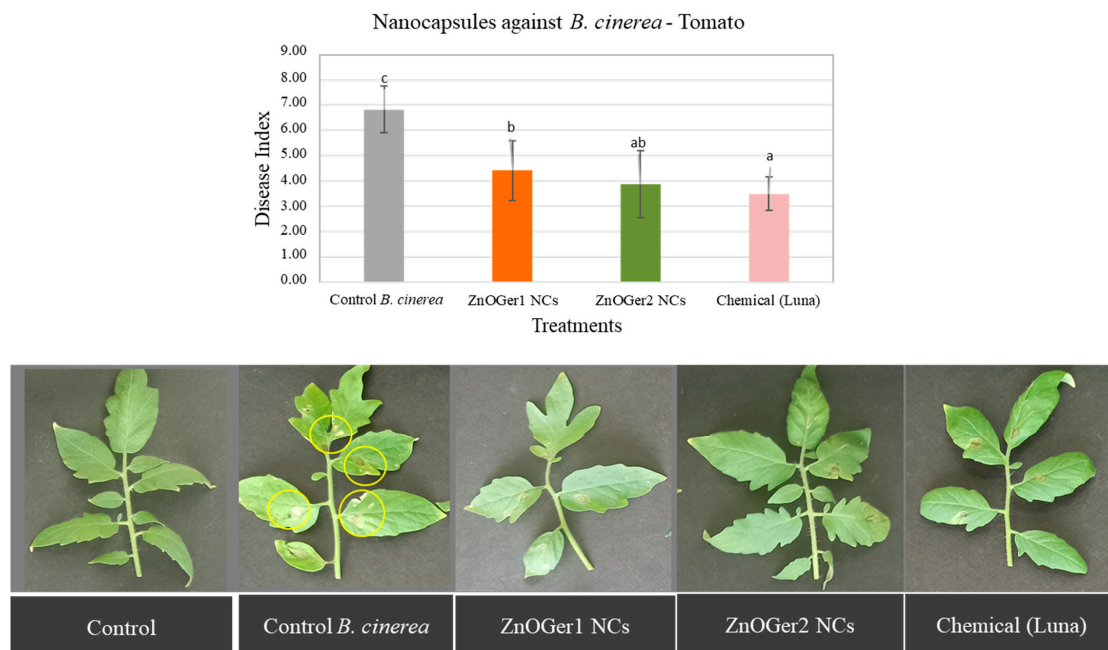 Nanocapsules against B. cinerea - Tomato
9.00
8.00
7.00
6.00
5.00
4.00
3.00
2.00
1.00
0.00
Disease Index
c
b
ab
a
Control B. cinerea
ZnOGer1 NCs
ZnOGer2 NCs
Chemical (Luna)
Treatments
Control
Control B. cinerea
ZnOGer1 NCs
ZnOGer2 NCs
Chemical (Luna)